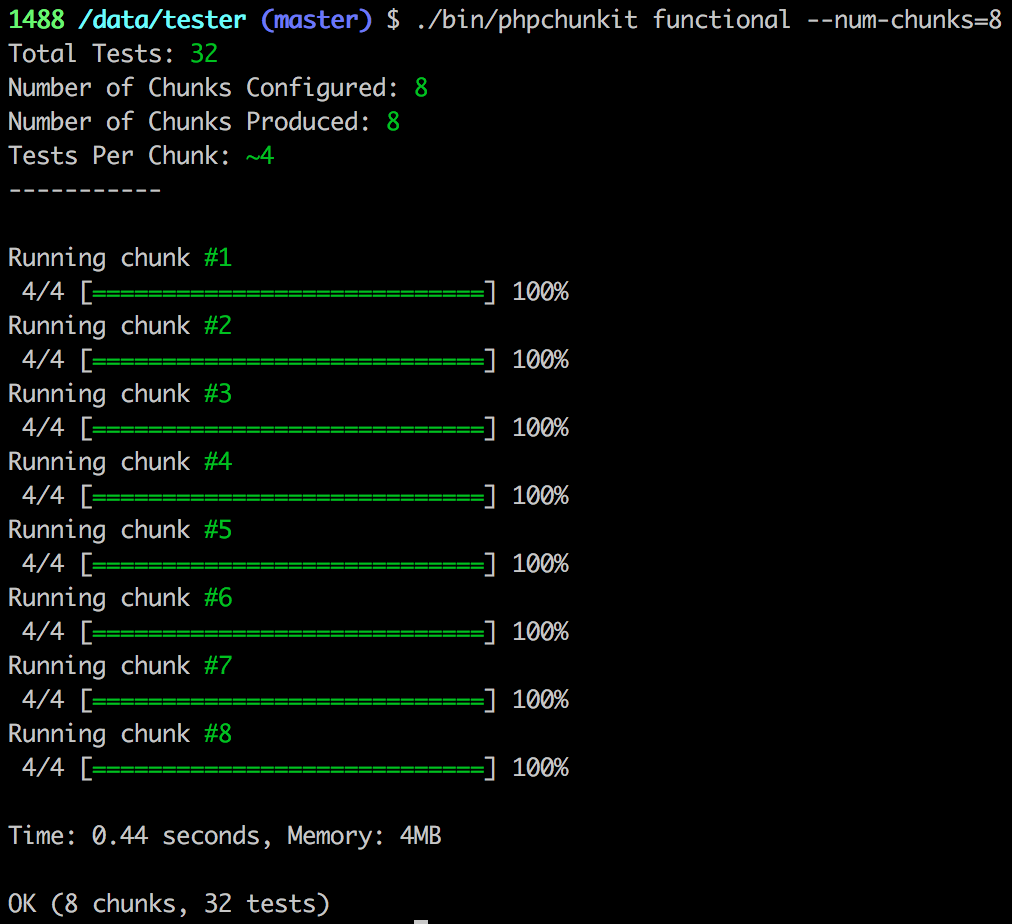 1488 /data/tester (master) $ ./bin/phpchunkit functional --num-chunks=8
Total Tests: 32
Number of Chunks Configured: 8
Number of Chunks Produced: 8
Tests Per Chunk: ~4
-----------
Running chunk #1
4/4 [============================] 100%
Running chunk #2
4/4 [============================] 100%
Running chunk #3
4/4 [============================] 100%
Running chunk #4
4/4 [============================] 100%
Running chunk #5
4/4 [============================] 100%
Running chunk #6
4/4 [============================] 100%
Running chunk #7
4/4 [============================] 100%
Running chunk #8
4/4 [============================] 100%
Time: 0.44 seconds, Memory: 4MB
OK (8 chunks, 32 tests)